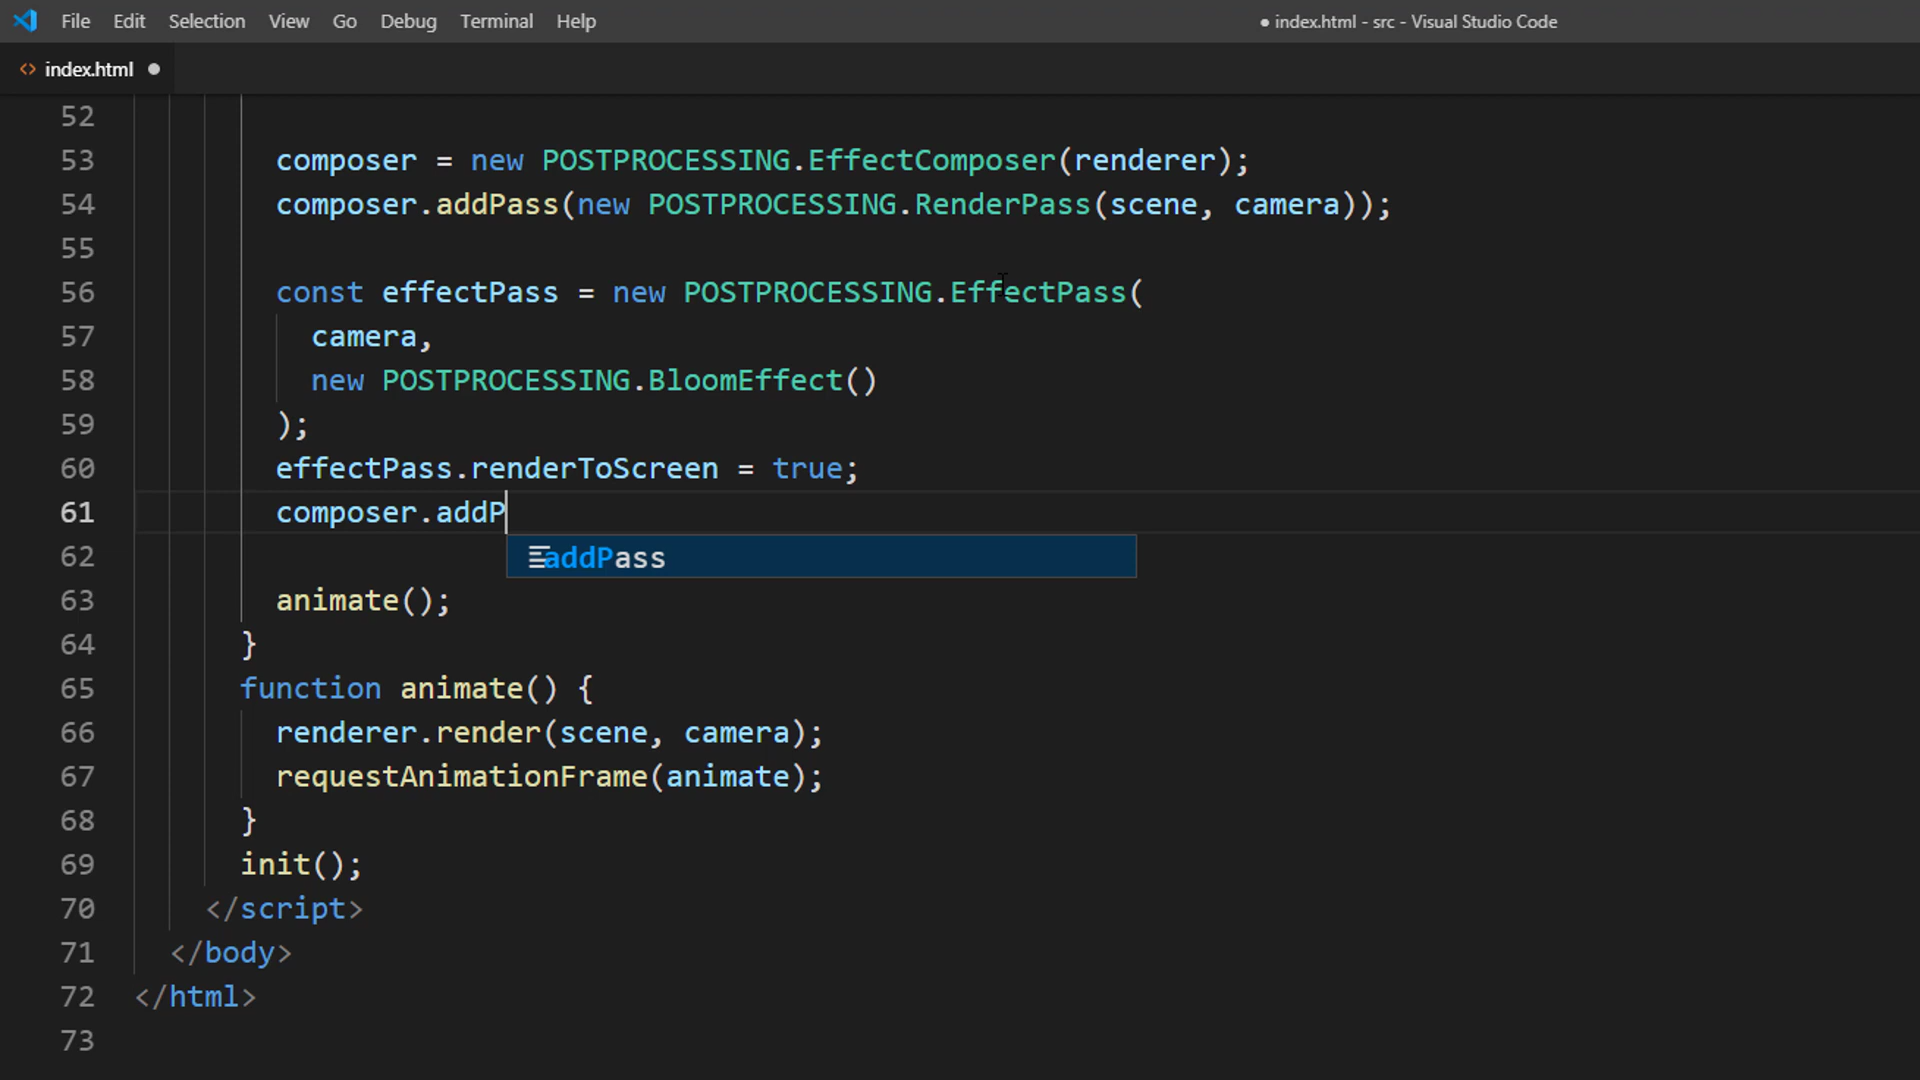 File Edit Selection View Go Debug Terminal Help ● index.html - src - Visual Studio Code
<> index.html ●
52
53 composer = new POSTPROCESSING.EffectComposer(renderer);
54 composer.addPass(new POSTPROCESSING.RenderPass(scene, camera));
55
56 const effectPass = new POSTPROCESSING.EffectPass(
57 camera,
58 new POSTPROCESSING.BloomEffect()
59 );
60 effectPass.renderToScreen = true;
61 composer.addP
62 addPass
63 animate();
64 }
65 function animate() {
66 renderer.render(scene, camera);
67 requestAnimationFrame(animate);
68 }
69 init();
70 </script>
71 </body>
72 </html>
73